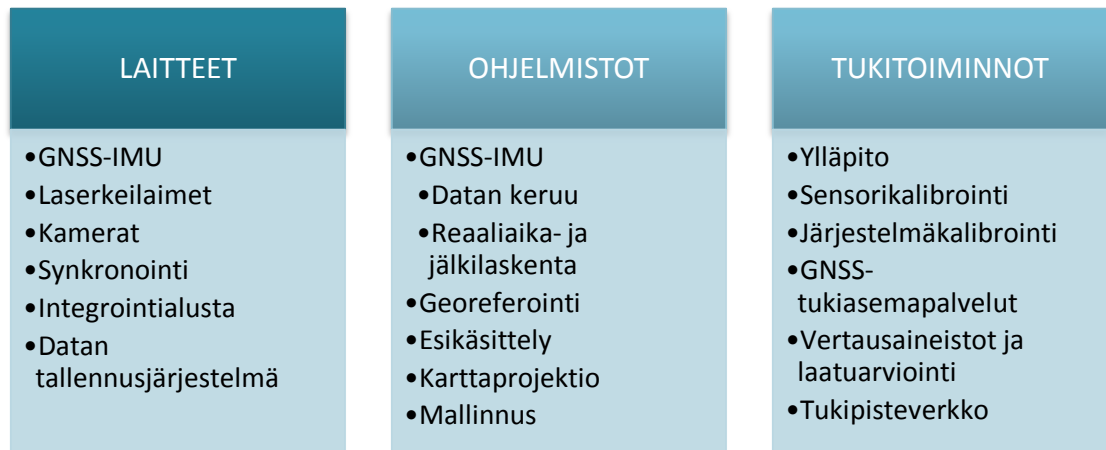 LAITTEET
•GNSS-IMU
•Laserkeilaimet
•Kamerat
•Synkronointi
•Integrointialusta
•Datan
tallennusjärjestelmä
OHJELMISTOT
•GNSS-IMU
•Datan keruu
•Reaaliaika- ja
jälkilaskenta
•Georeferointi
•Esikäsittely
•Karttaprojektio
•Mallinnus
TUKITOIMINNOT
•Ylläpito
•Sensorikalibrointi
•Järjestelmäkalibrointi
•GNSS-
tukiasemapalvelut
•Vertausaineistot ja
laatuarviointi
•Tukipisteverkko